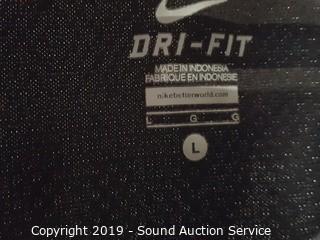 DRI-FIT
MADE IN INDONESIA
FABRIQUE EN INDONESIE
nikebetterworld.com
L G G
L
Copyright 2019 - Sound Auction Service